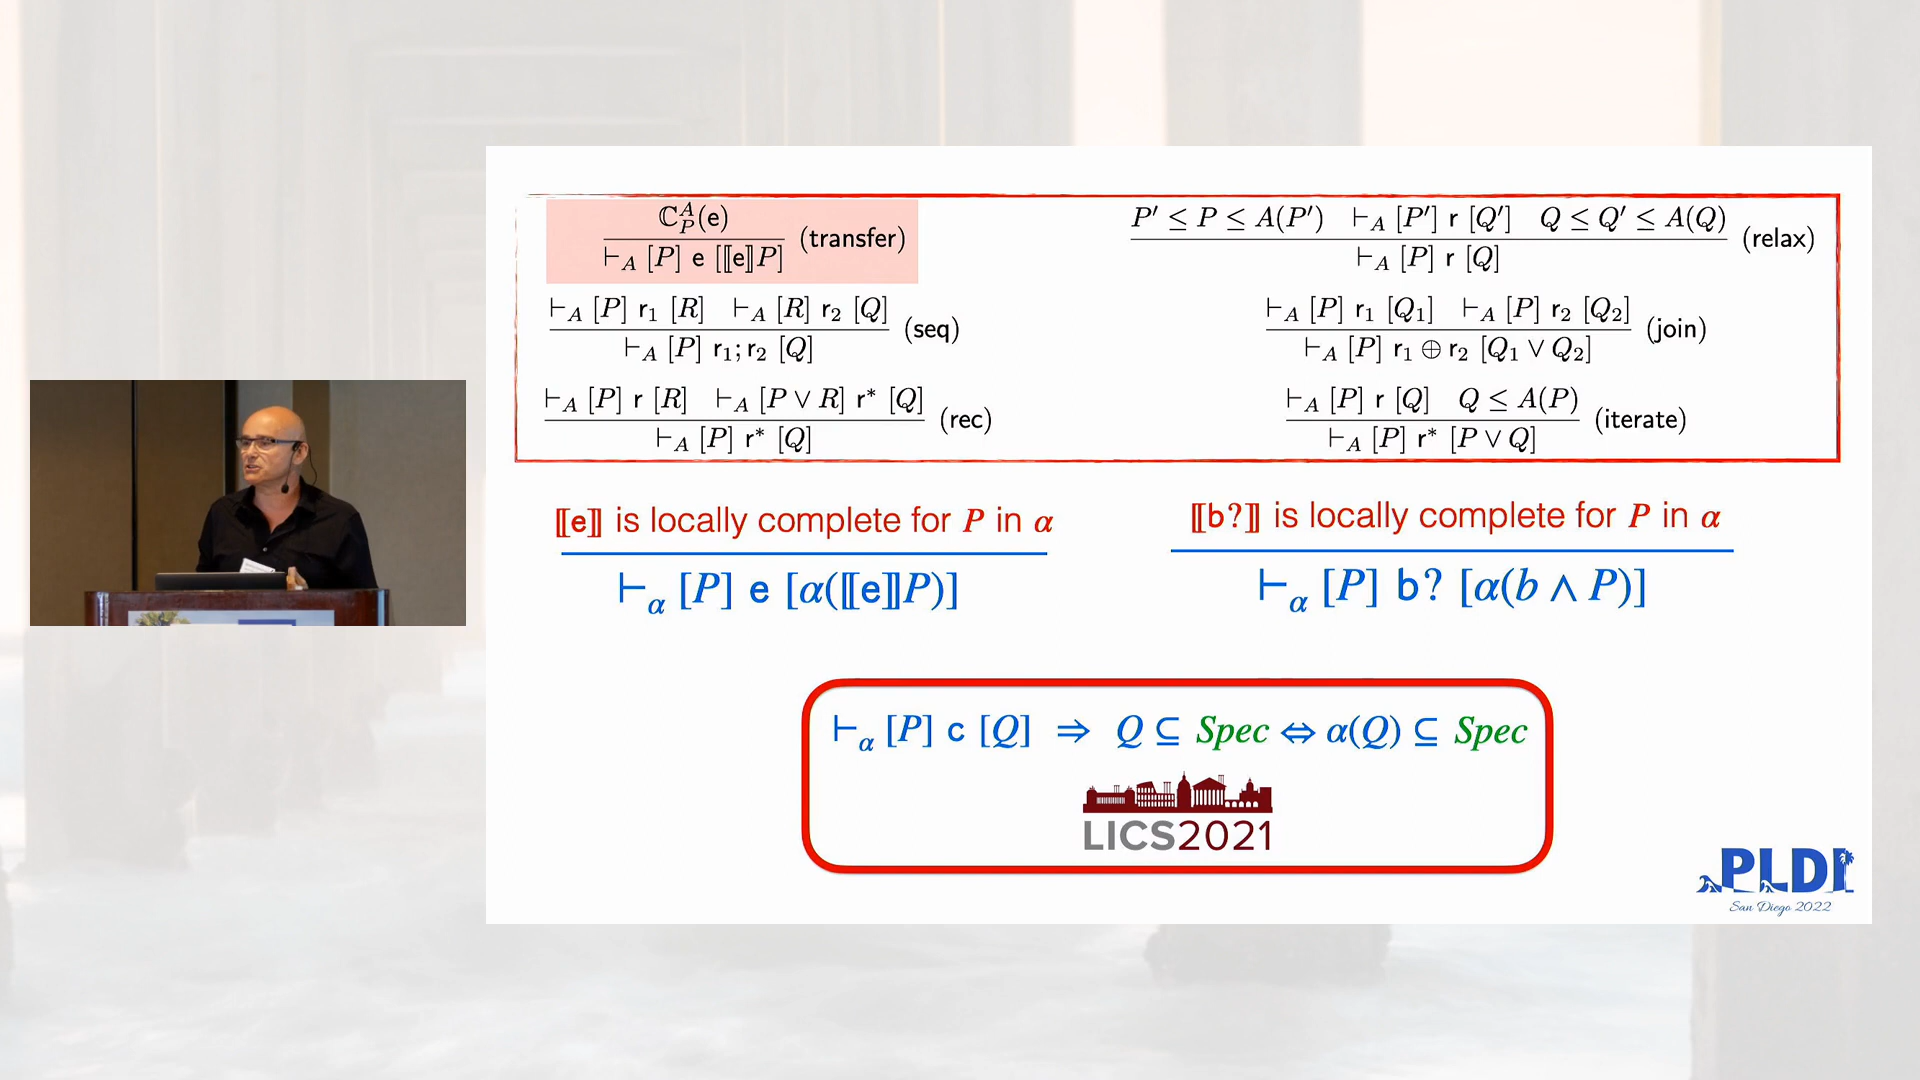 ℂ_P^A(e)
⊢_A [P] e [⟦e⟧P] (transfer)
P′ ≤ P ≤ A(P′) ⊢_A [P′] r [Q′] Q ≤ Q′ ≤ A(Q)
⊢_A [P] r [Q] (relax)
⊢_A [P] r₁ [R] ⊢_A [R] r₂ [Q]
⊢_A [P] r₁; r₂ [Q] (seq)
⊢_A [P] r₁ [Q₁] ⊢_A [P] r₂ [Q₂]
⊢_A [P] r₁ ⊕ r₂ [Q₁ ∨ Q₂] (join)
⊢_A [P] r [R] ⊢_A [P ∨ R] r* [Q]
⊢_A [P] r* [Q] (rec)
⊢_A [P] r [Q] Q ≤ A(P)
⊢_A [P] r* [P ∨ Q] (iterate)
⟦e⟧ is locally complete for P in α
⊢_α [P] e [α(⟦e⟧P)]
⟦b?⟧ is locally complete for P in α
⊢_α [P] b? [α(b ∧ P)]
⊢_α [P] c [Q] ⇒ Q ⊆ Spec ⇔ α(Q) ⊆ Spec
LICS2021
PLDI
San Diego 2022